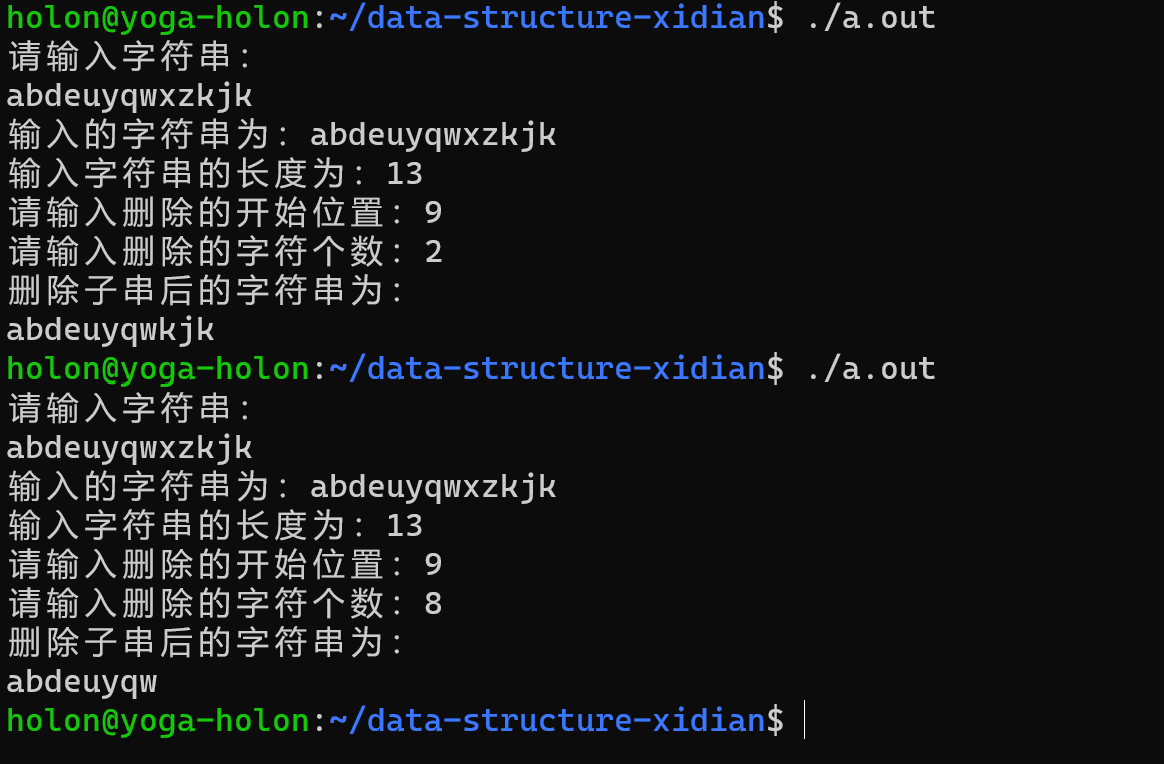 holon@yoga-holon:~/data-structure-xidian$ ./a.out
请输入字符串:
abdeuyqwxzkjk
输入的字符串为: abdeuyqwxzkjk
输入字符串的长度为: 13
请输入删除的开始位置: 9
请输入删除的字符个数: 2
删除子串后的字符串为:
abdeuyqwkjk
holon@yoga-holon:~/data-structure-xidian$ ./a.out
请输入字符串:
abdeuyqwxzkjk
输入的字符串为: abdeuyqwxzkjk
输入字符串的长度为: 13
请输入删除的开始位置: 9
请输入删除的字符个数: 8
删除子串后的字符串为:
abdeuyqw
holon@yoga-holon:~/data-structure-xidian$